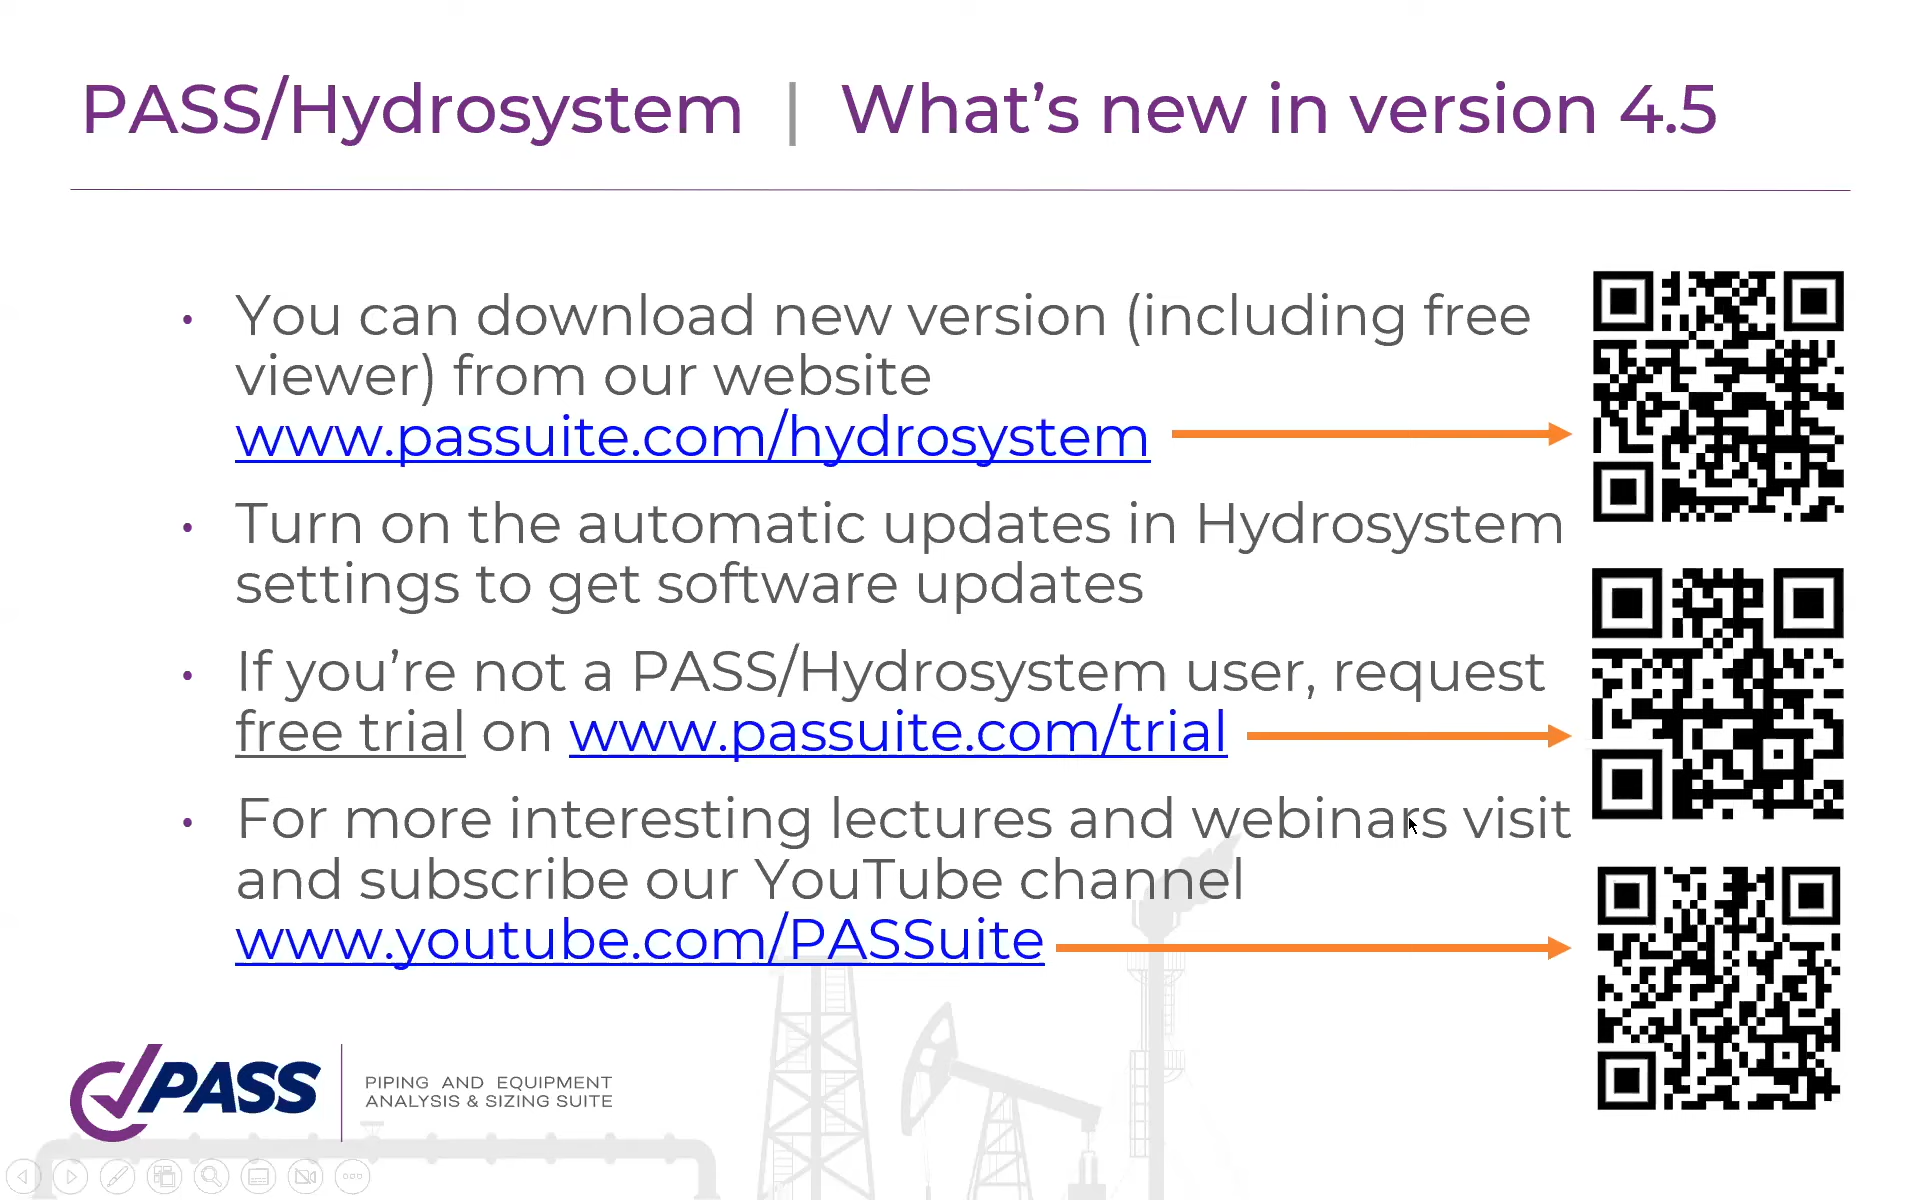 PASS/Hydrosystem | What's new in version 4.5
• You can download new version (including free
viewer) from our website
www.passuite.com/hydrosystem
• Turn on the automatic updates in Hydrosystem
settings to get software updates
• If you're not a PASS/Hydrosystem user, request
free trial on www.passuite.com/trial
• For more interesting lectures and webinars visit
and subscribe our YouTube channel
www.youtube.com/PASSuite
PASS
PIPING AND EQUIPMENT
ANALYSIS & SIZING SUITE